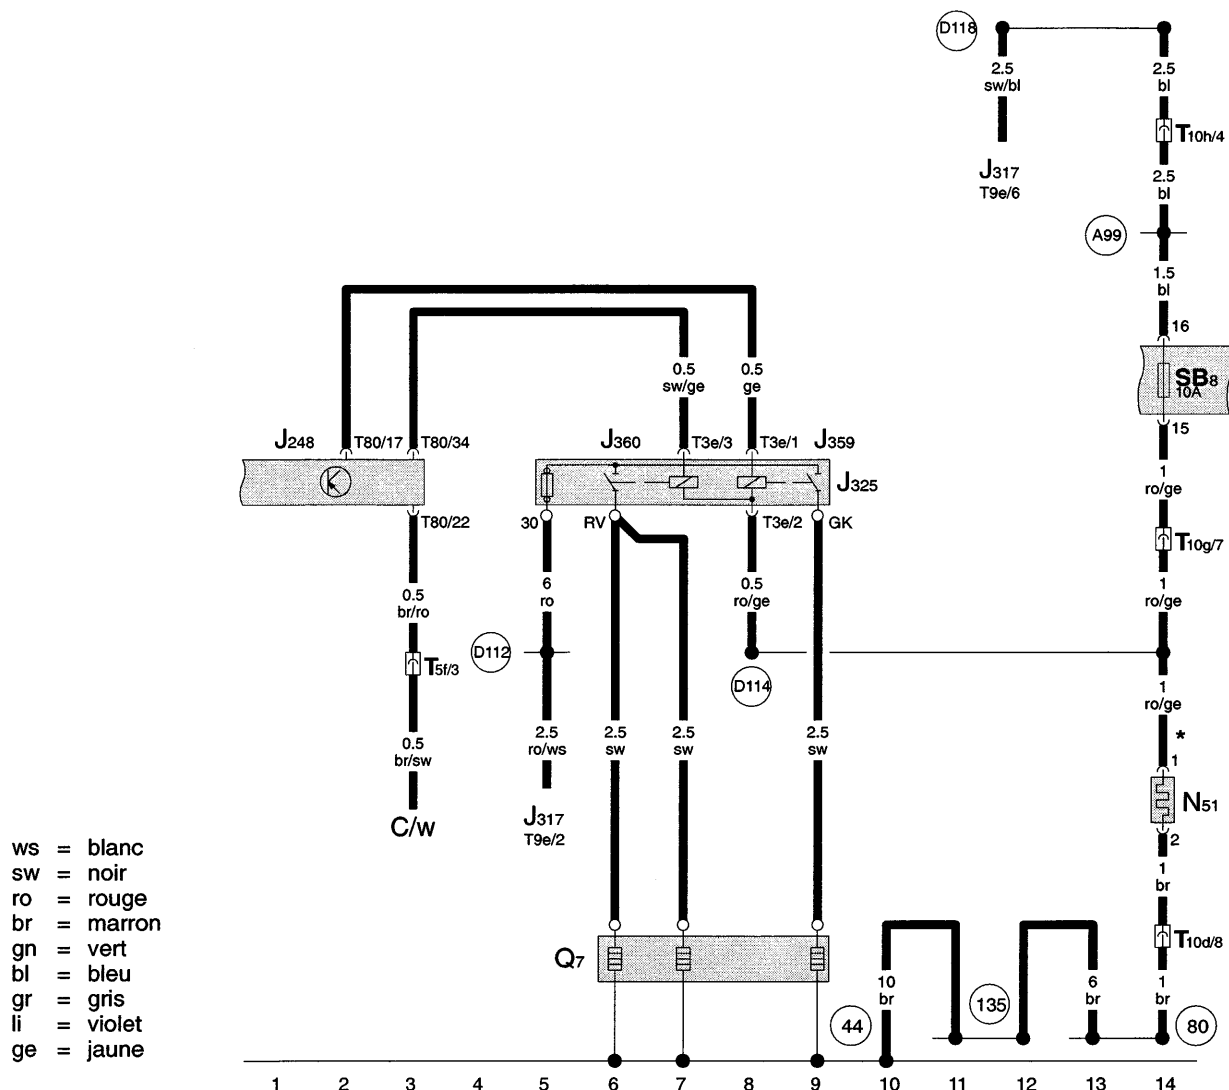 D118
2.5
sw/bl
2.5
bl
T10h/4
J317
T9e/6
2.5
bl
A99
1.5
bl
16
0.5
sw/ge
0.5
ge
SB8
10A
15
J248
T80/17
T80/34
J360
T3e/3
T3e/1
J359
J325
1
ro/ge
T80/22
30
RV
T3e/2
GK
T10g/7
0.5
br/ro
6
ro
0.5
ro/ge
1
ro/ge
D112
T5f/3
D114
1
ro/ge
0.5
br/sw
2.5
ro/ws
2.5
sw
2.5
sw
2.5
sw
*
1
N51
C/w
J317
T9e/2
2
ws = blanc
sw = noir
ro = rouge
br = marron
gn = vert
bl = bleu
gr = gris
li = violet
ge = jaune
1
br
T10d/8
Q7
10
br
6
br
1
br
44
135
80
1 2 3 4 5 6 7 8 9 10 11 12 13 14